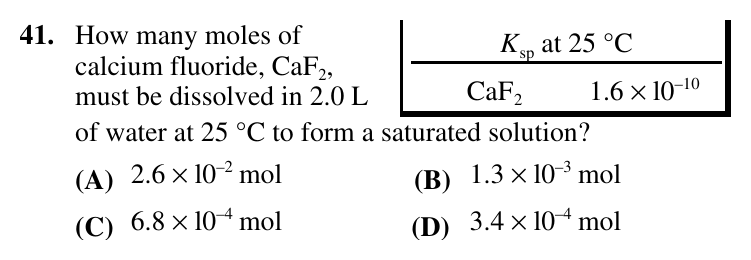 41. How many moles of
calcium fluoride, CaF₂,
must be dissolved in 2.0 L
Kₛₚ at 25 °C
CaF₂ 1.6 × 10⁻¹⁰
of water at 25 °C to form a saturated solution?
(A) 2.6 × 10⁻² mol (B) 1.3 × 10⁻³ mol
(C) 6.8 × 10⁻⁴ mol (D) 3.4 × 10⁻⁴ mol